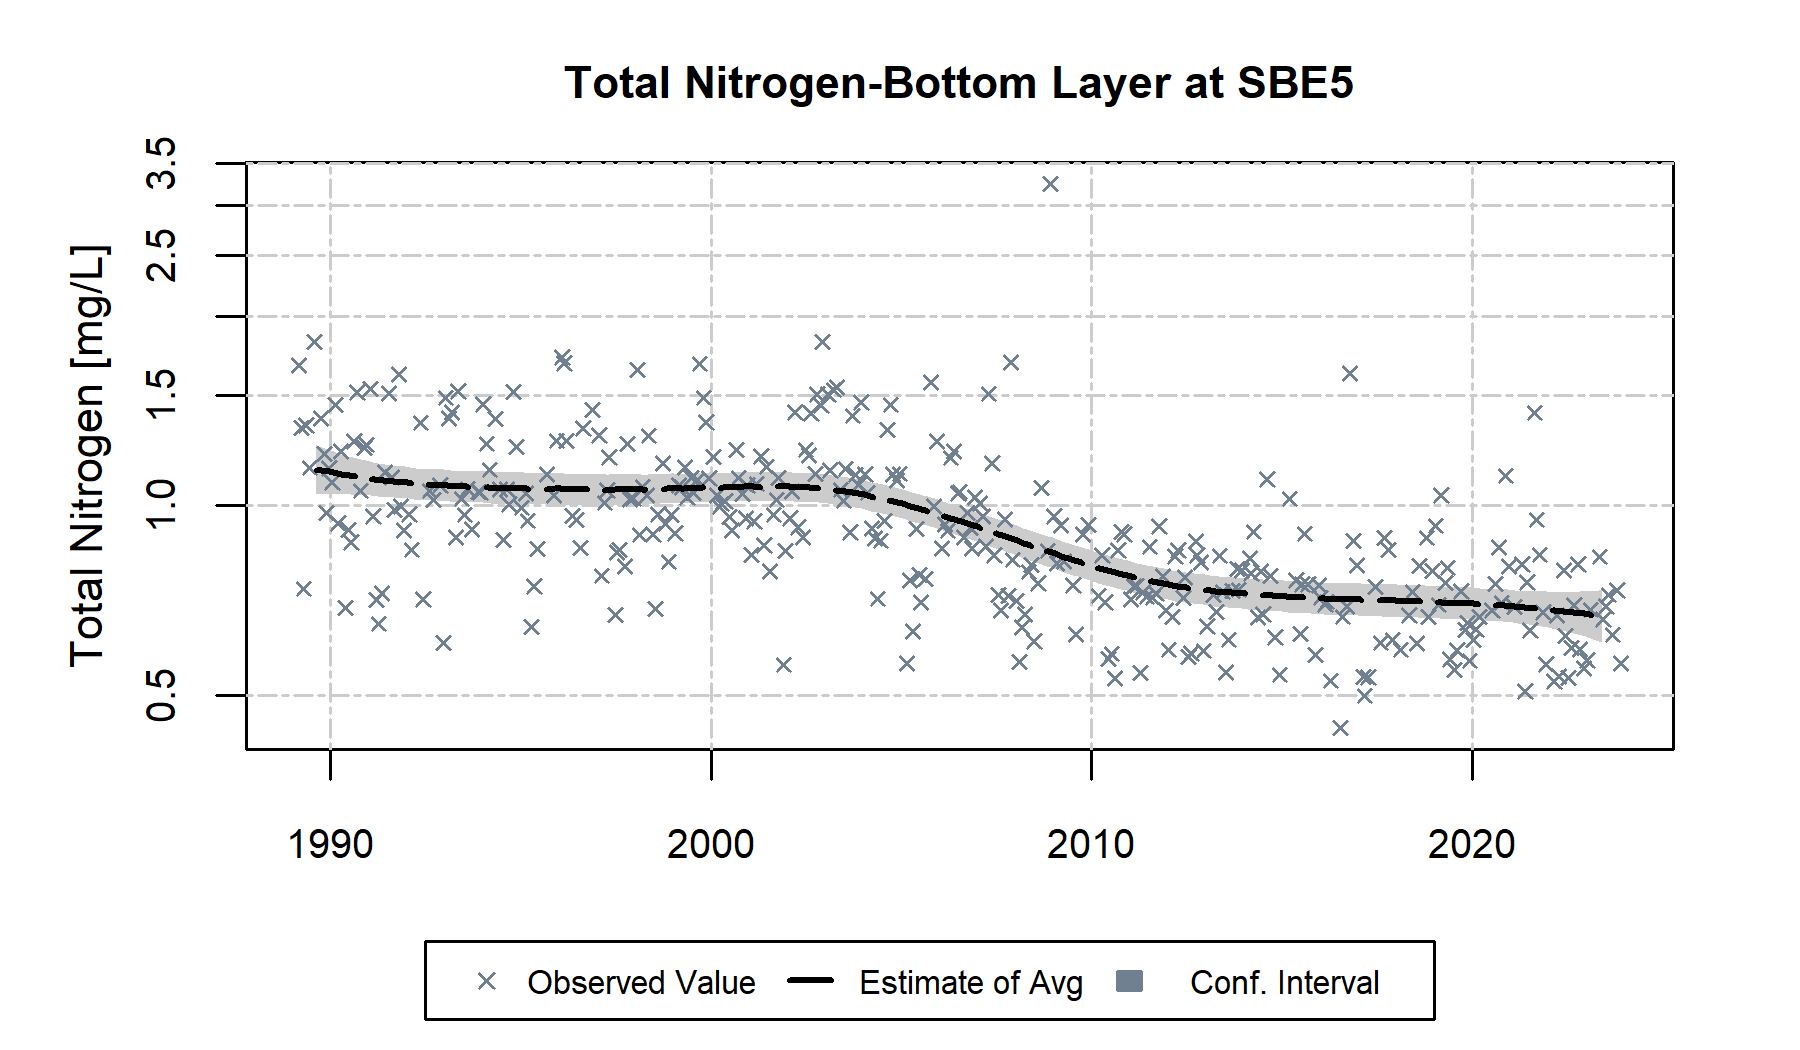 Total Nitrogen-Bottom Layer at SBE5
Total Nitrogen [mg/L]
3.5
2.5
1.5
1.0
0.5
1990 2000 2010 2020
Observed Value Estimate of Avg Conf. Interval